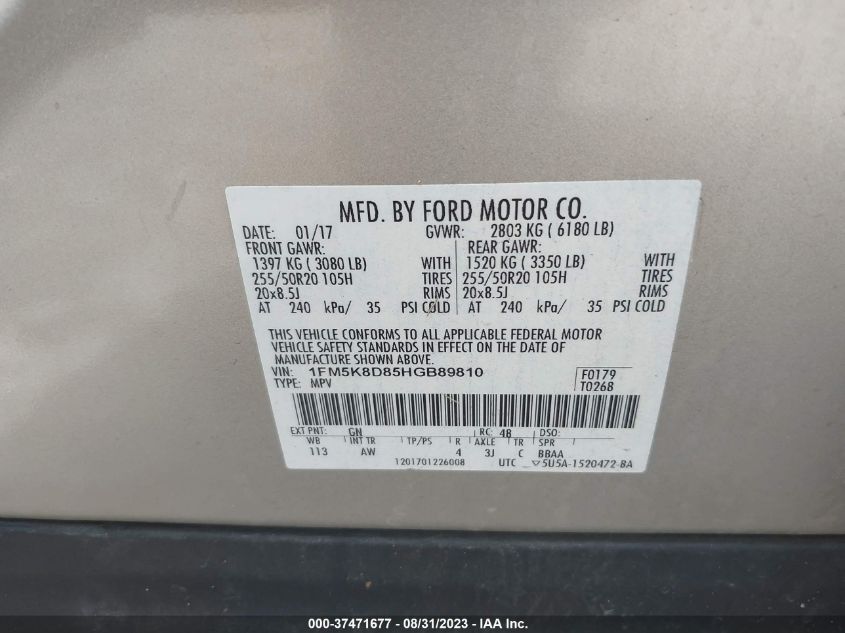 MFD. BY FORD MOTOR CO.
DATE: 01/17 GVWR: 2803 KG ( 6180 LB)
FRONT GAWR: REAR GAWR:
1397 KG ( 3080 LB) WITH 1520 KG ( 3350 LB) WITH
255/50R20 105H TIRES 255/50R20 105H TIRES
20x8.5J RIMS 20x8.5J RIMS
AT 240 kPa/ 35 PSI COLD AT 240 kPa/ 35 PSI COLD
THIS VEHICLE CONFORMS TO ALL APPLICABLE FEDERAL MOTOR
VEHICLE SAFETY STANDARDS IN EFFECT ON THE DATE OF
MANUFACTURE SHOWN ABOVE.
VIN: 1FM5K8D85HGB89810 F0179
TYPE: MPV T0268
EXT PNT: GN RC: 48 DSO:
WB INT TR TP/PS R AXLE TR SPR
113 AW 4 3J C BBAA
1201701226008 UTC ▽5U5A-1520472-BA
000-37471677 - 08/31/2023 - IAA Inc.